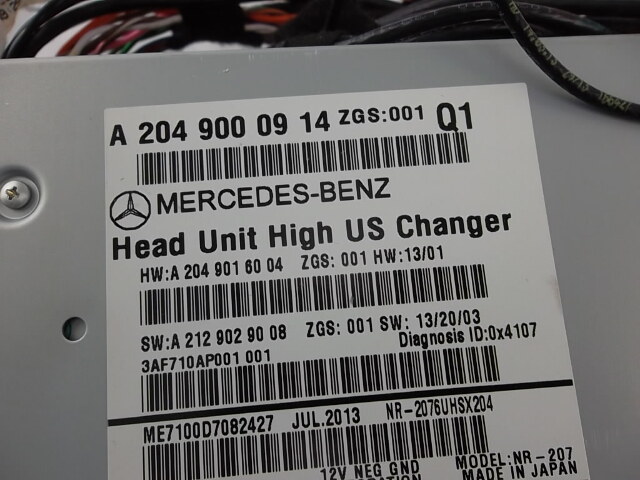 A 204 900 09 14 ZGS:001 Q1
MERCEDES-BENZ
Head Unit High US Changer
HW:A 204 901 60 04 ZGS: 001 HW:13/01
SW:A 212 902 90 08 ZGS: 001 SW: 13/20/03
Diagnosis ID:0x4107
3AF710AP001 001
ME7100D7082427 JUL.2013 NR-2076UHSX204
12V NEG GND MODEL:NR-207
MADE IN JAPAN